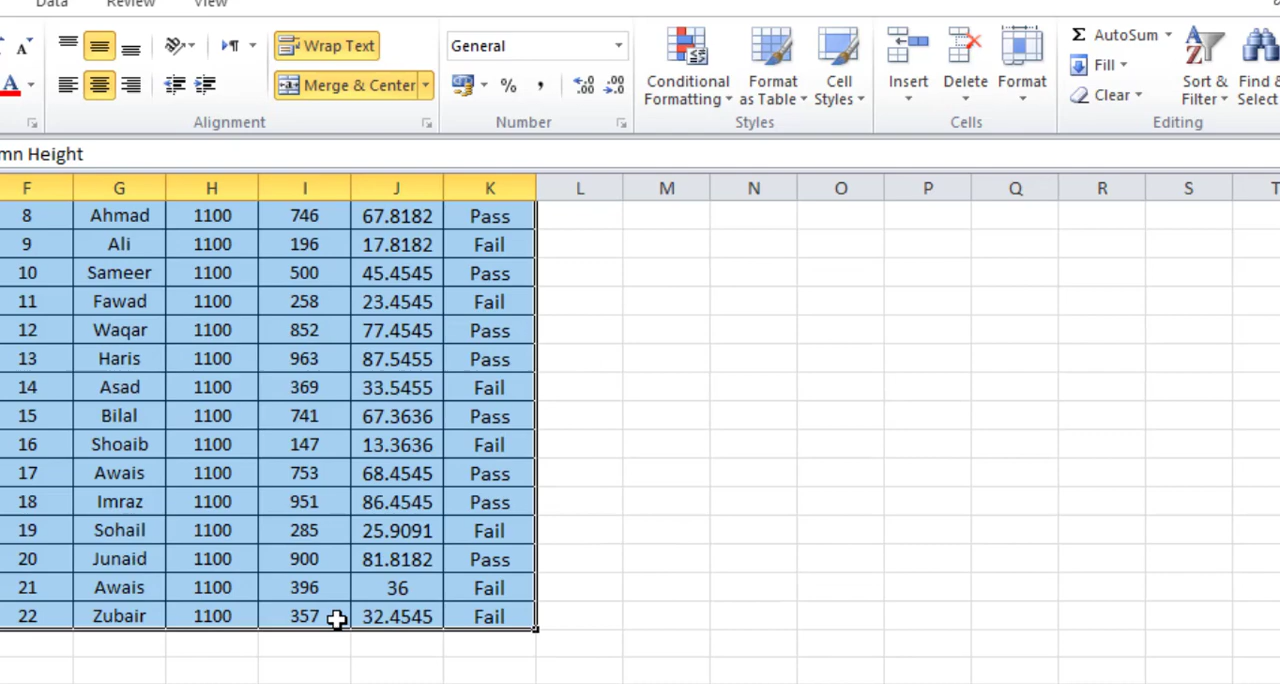 Data Review View
A A Wrap Text General AutoSum
Merge & Center % , .0 .00 .00 .0 Conditional Formatting Format as Table Cell Styles Insert Delete Format Fill Clear Sort & Filter Find & Select
Alignment Number Styles Cells Editing
mn Height
F G H I J K L M N O P Q R S T
8 Ahmad 1100 746 67.8182 Pass
9 Ali 1100 196 17.8182 Fail
10 Sameer 1100 500 45.4545 Pass
11 Fawad 1100 258 23.4545 Fail
12 Waqar 1100 852 77.4545 Pass
13 Haris 1100 963 87.5455 Pass
14 Asad 1100 369 33.5455 Fail
15 Bilal 1100 741 67.3636 Pass
16 Shoaib 1100 147 13.3636 Fail
17 Awais 1100 753 68.4545 Pass
18 Imraz 1100 951 86.4545 Pass
19 Sohail 1100 285 25.9091 Fail
20 Junaid 1100 900 81.8182 Pass
21 Awais 1100 396 36 Fail
22 Zubair 1100 357 32.4545 Fail